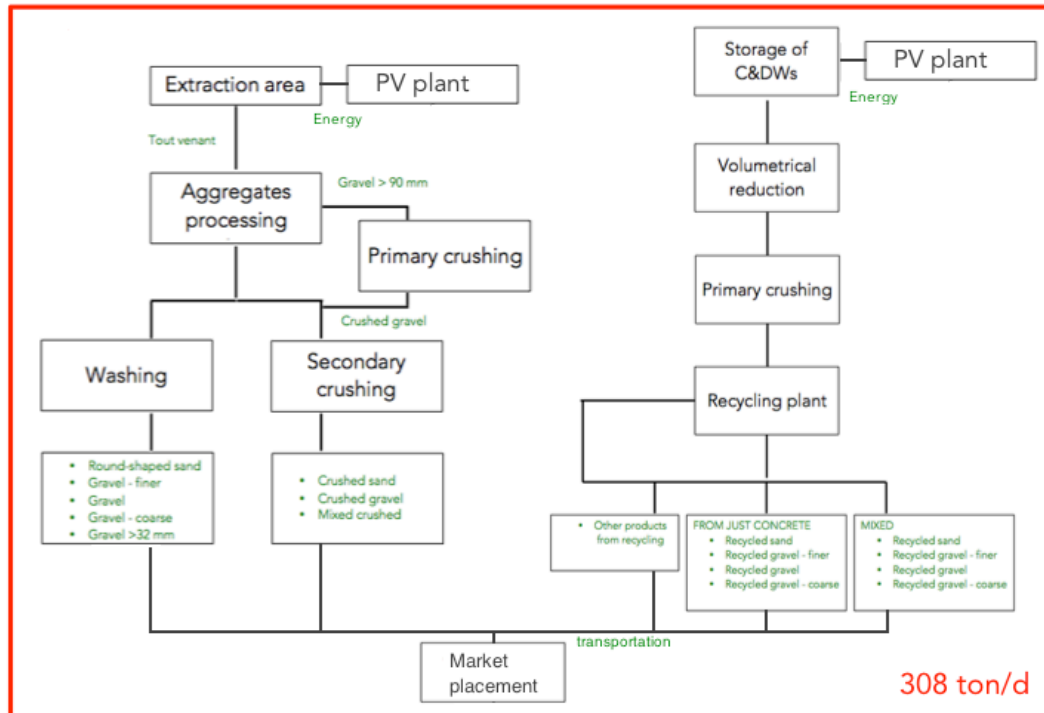 Extraction area
PV plant
Energy
Tout venant
Aggregates
processing
Gravel > 90 mm
Primary crushing
Crushed gravel
Washing
Secondary
crushing
• Round-shaped sand
• Gravel - finer
• Gravel
• Gravel - coarse
• Gravel >32 mm
• Crushed sand
• Crushed gravel
• Mixed crushed
Storage of
C&DWs
PV plant
Energy
Volumetrical
reduction
Primary crushing
Recycling plant
• Other products
from recycling
FROM JUST CONCRETE
• Recycled sand
• Recycled gravel - finer
• Recycled gravel
• Recycled gravel - coarse
MIXED
• Recycled sand
• Recycled gravel - finer
• Recycled gravel
• Recycled gravel - coarse
transportation
Market
placement
308 ton/d